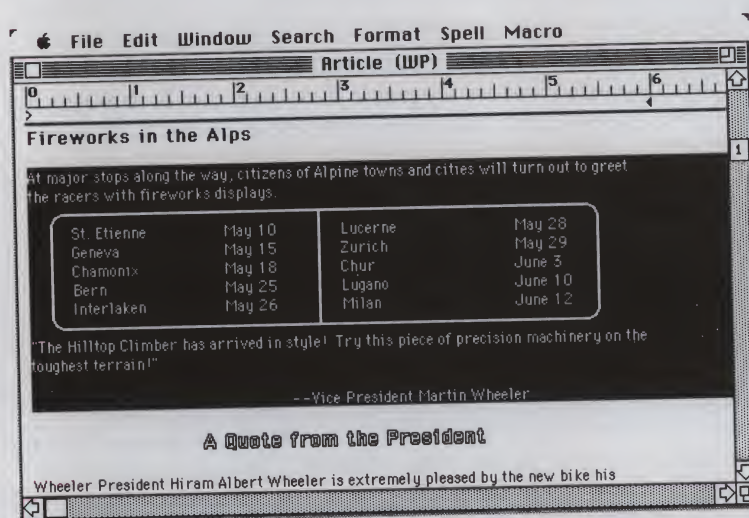 File Edit Window Search Format Spell Macro
Article (WP)
0 1 2 3 4 5 6
Fireworks in the Alps
1
At major stops along the way, citizens of Alpine towns and cities will turn out to greet
the racers with fireworks displays.
St. Etienne May 10 Lucerne May 28
Geneva May 15 Zurich May 29
Chamonix May 18 Chur June 3
Bern May 25 Lugano June 10
Interlaken May 26 Milan June 12
"The Hilltop Climber has arrived in style! Try this piece of precision machinery on the
toughest terrain!"
--Vice President Martin Wheeler
A Quote from the President
Wheeler President Hiram Albert Wheeler is extremely pleased by the new bike his